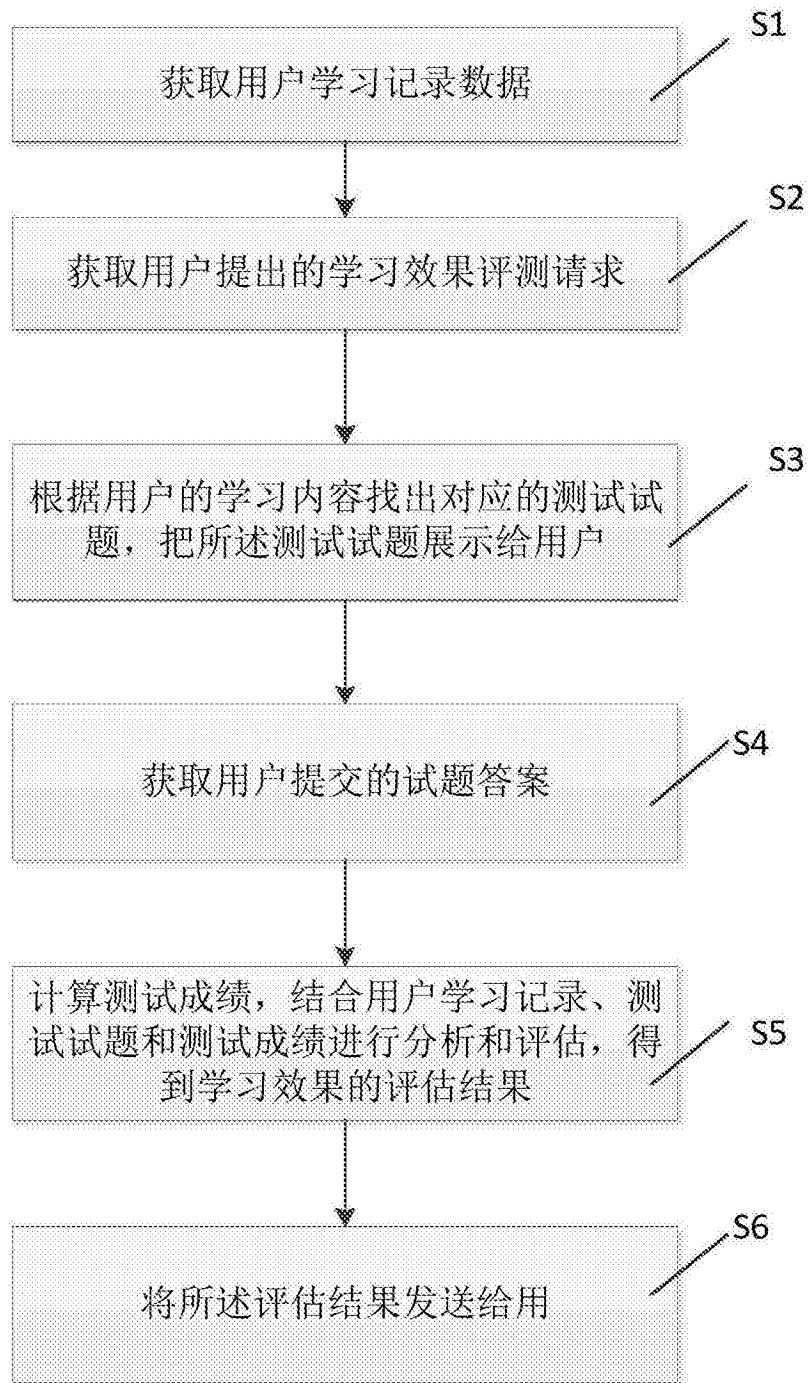 S1
获取用户学习记录数据
S2
获取用户提出的学习效果评测请求
S3
根据用户的学习内容找出对应的测试试
题，把所述测试试题展示给用户
S4
获取用户提交的试题答案
计算测试成绩，结合用户学习记录、测
试试题和测试成绩进行分析和评估，得
到学习效果的评估结果
S5
S6
将所述评估结果发送给用